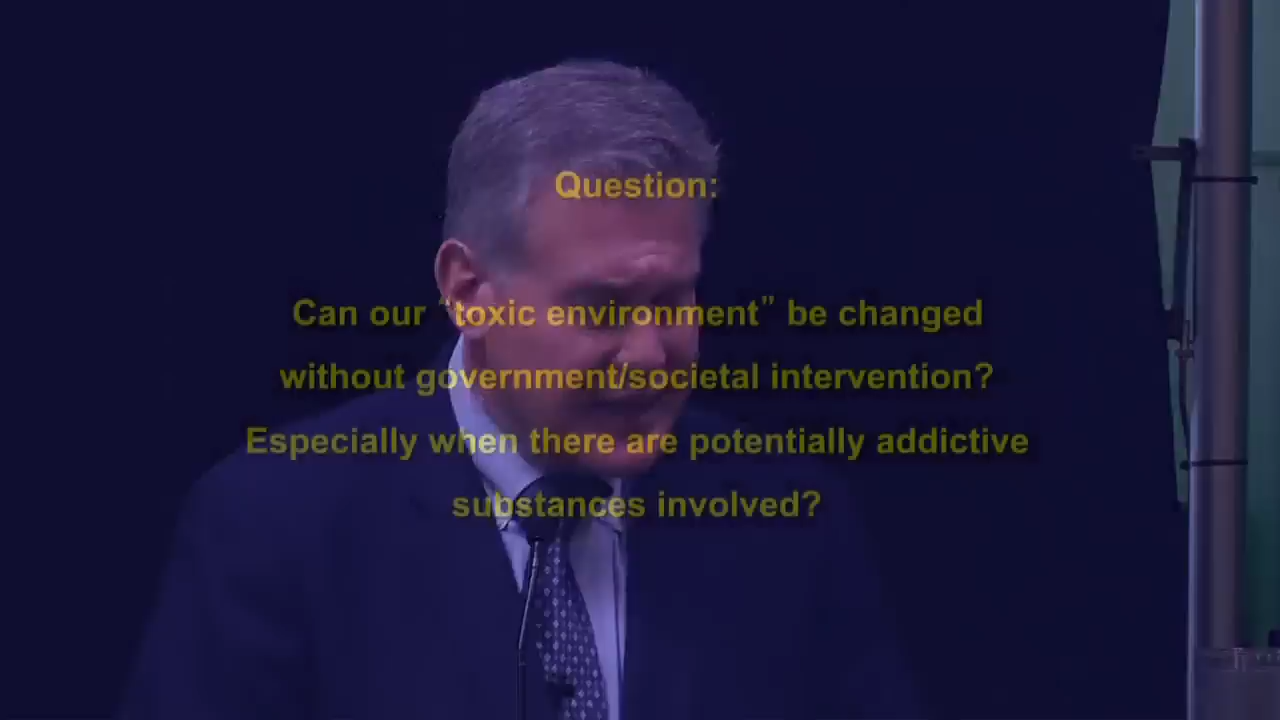 Question:
Can our “toxic environment” be changed
without government/societal intervention?
Especially when there are potentially addictive
substances involved?